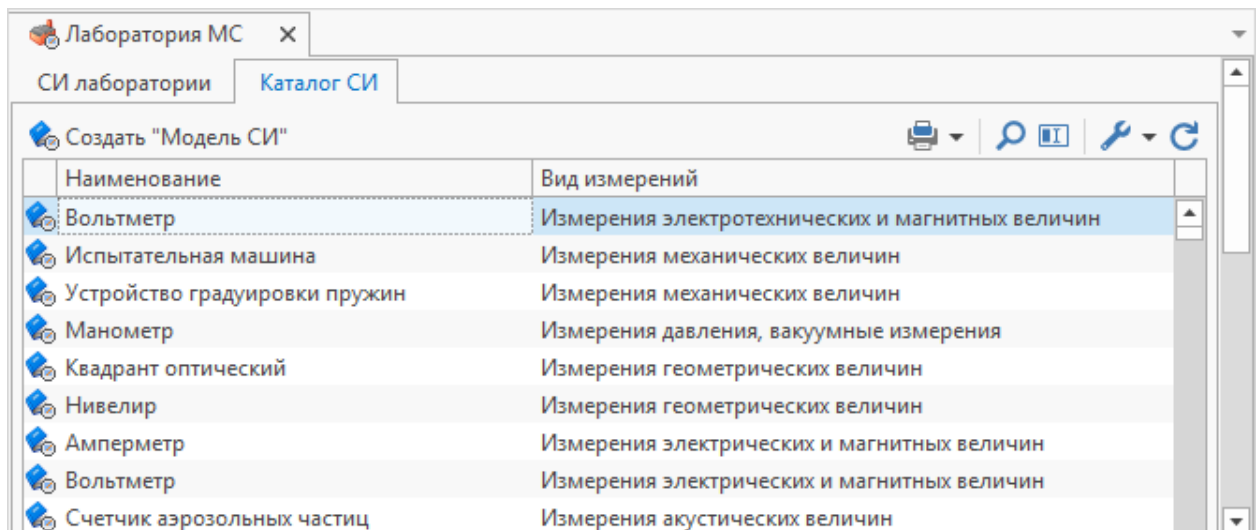 Лаборатория МС
СИ лаборатории Каталог СИ
Создать "Модель СИ"
Наименование Вид измерений
Вольтметр Измерения электротехнических и магнитных величин
Испытательная машина Измерения механических величин
Устройство градуировки пружин Измерения механических величин
Манометр Измерения давления, вакуумные измерения
Квадрант оптический Измерения геометрических величин
Нивелир Измерения геометрических величин
Амперметр Измерения электрических и магнитных величин
Вольтметр Измерения электрических и магнитных величин
Счетчик аэрозольных частиц Измерения акустических величин